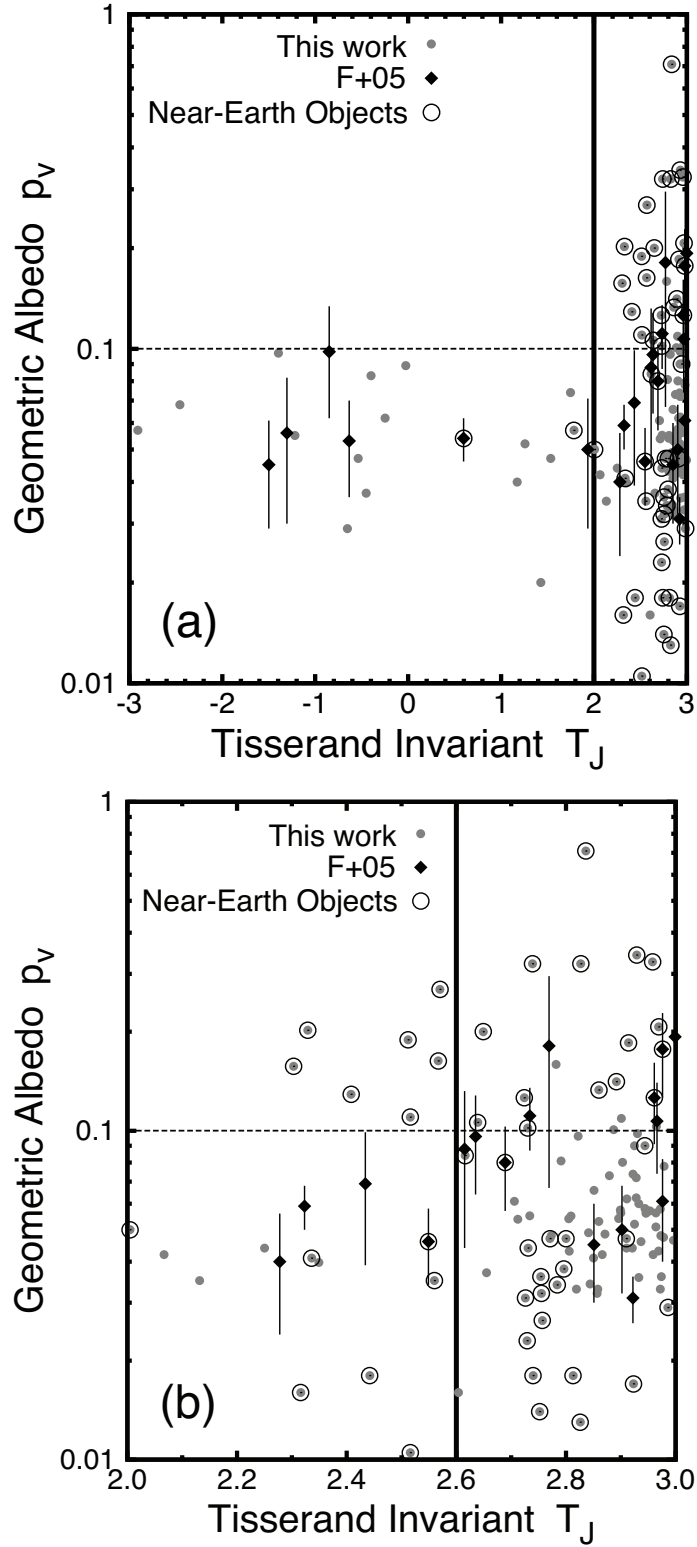 1
This work
F+05
Near-Earth Objects
Geometric Albedo p_v
0.1
(a)
0.01
-3 -2 -1 0 1 2 3
Tisserand Invariant T_J
1
This work
F+05
Near-Earth Objects
Geometric Albedo p_v
0.1
(b)
0.01
2.0 2.2 2.4 2.6 2.8 3.0
Tisserand Invariant T_J